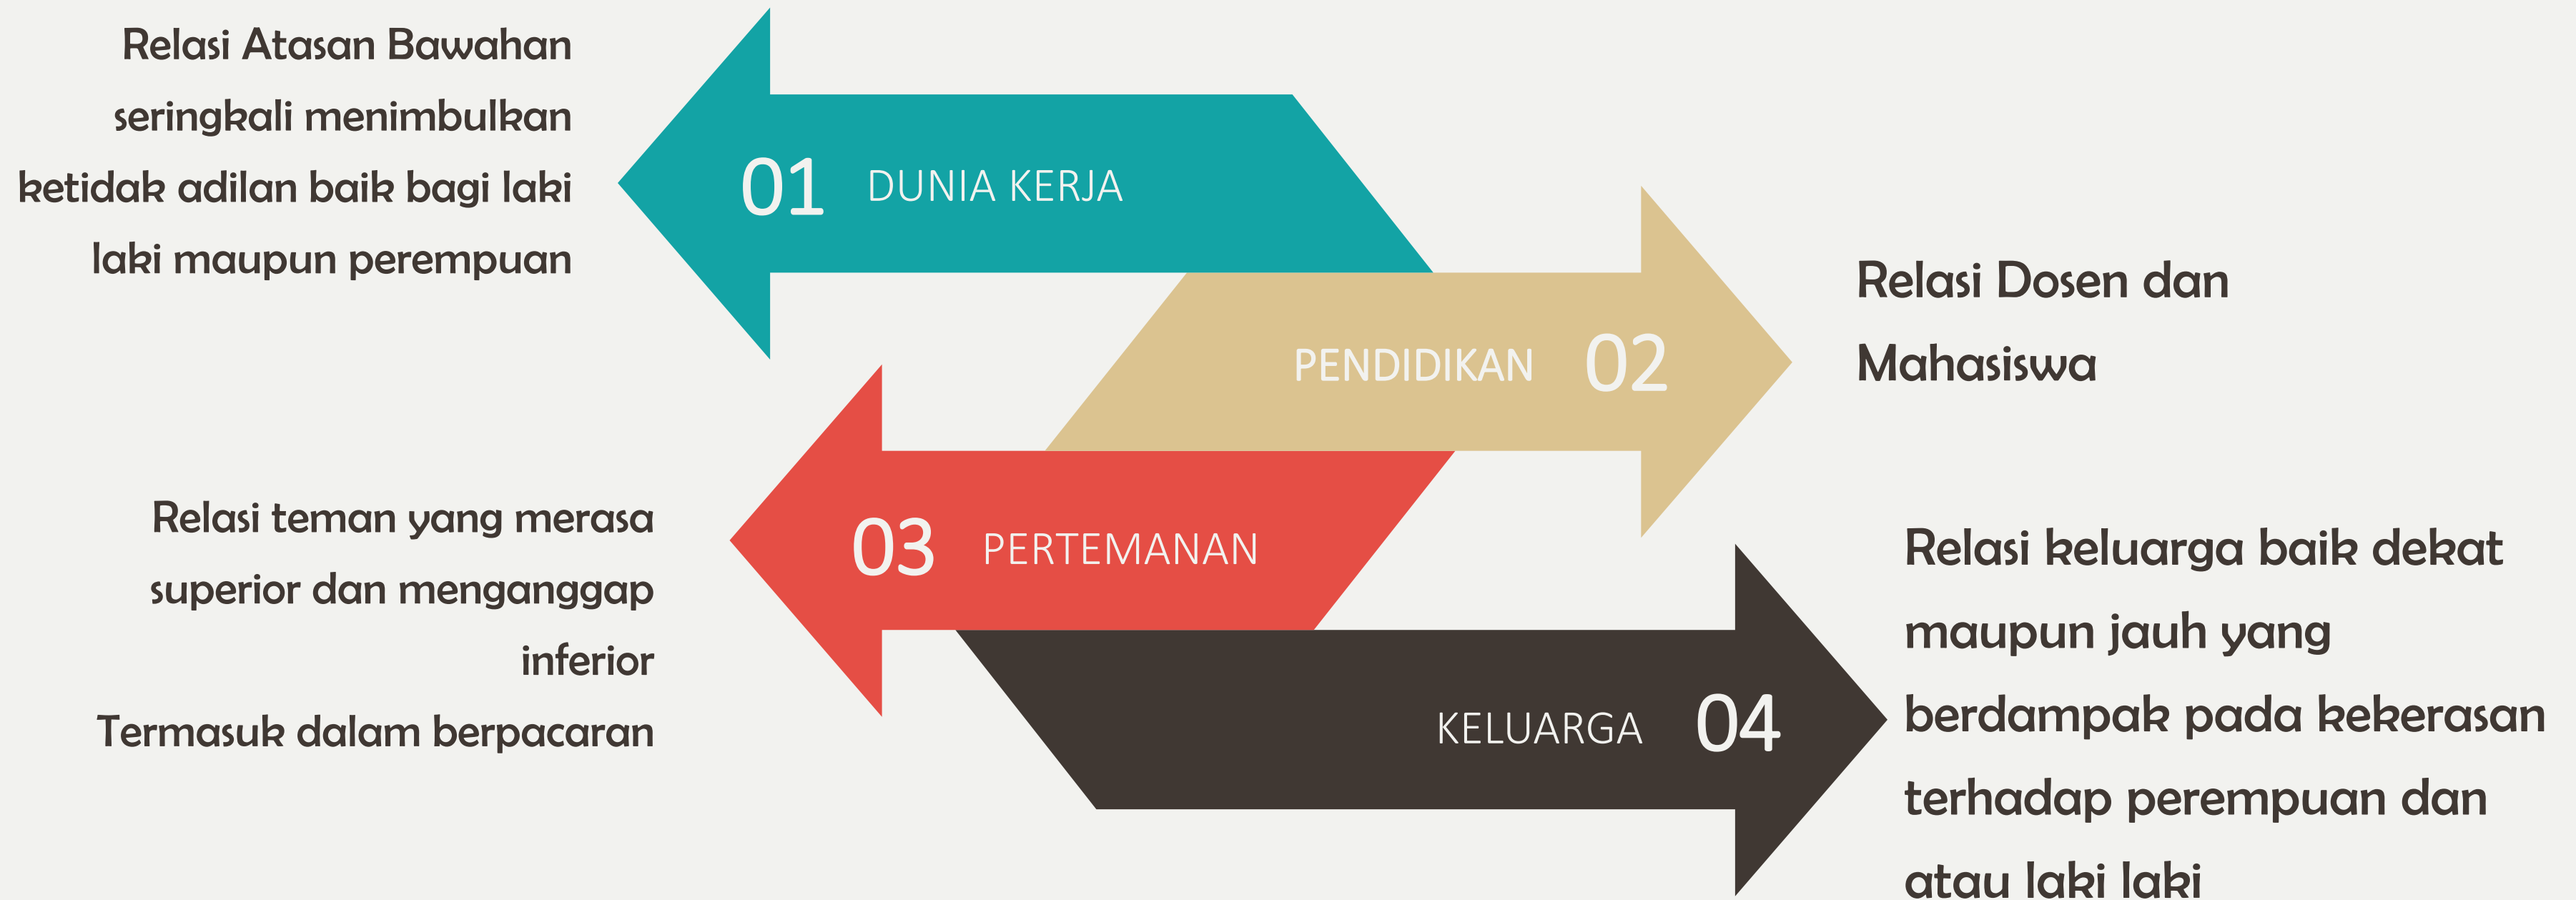 Relasi Atasan Bawahan
seringkali menimbulkan
ketidak adilan baik bagi laki
laki maupun perempuan
01 DUNIA KERJA
PENDIDIKAN 02
Relasi Dosen dan
Mahasiswa
Relasi teman yang merasa
superior dan menganggap
inferior
Termasuk dalam berpacaran
03 PERTEMANAN
KELUARGA 04
Relasi keluarga baik dekat
maupun jauh yang
berdampak pada kekerasan
terhadap perempuan dan
atau laki laki